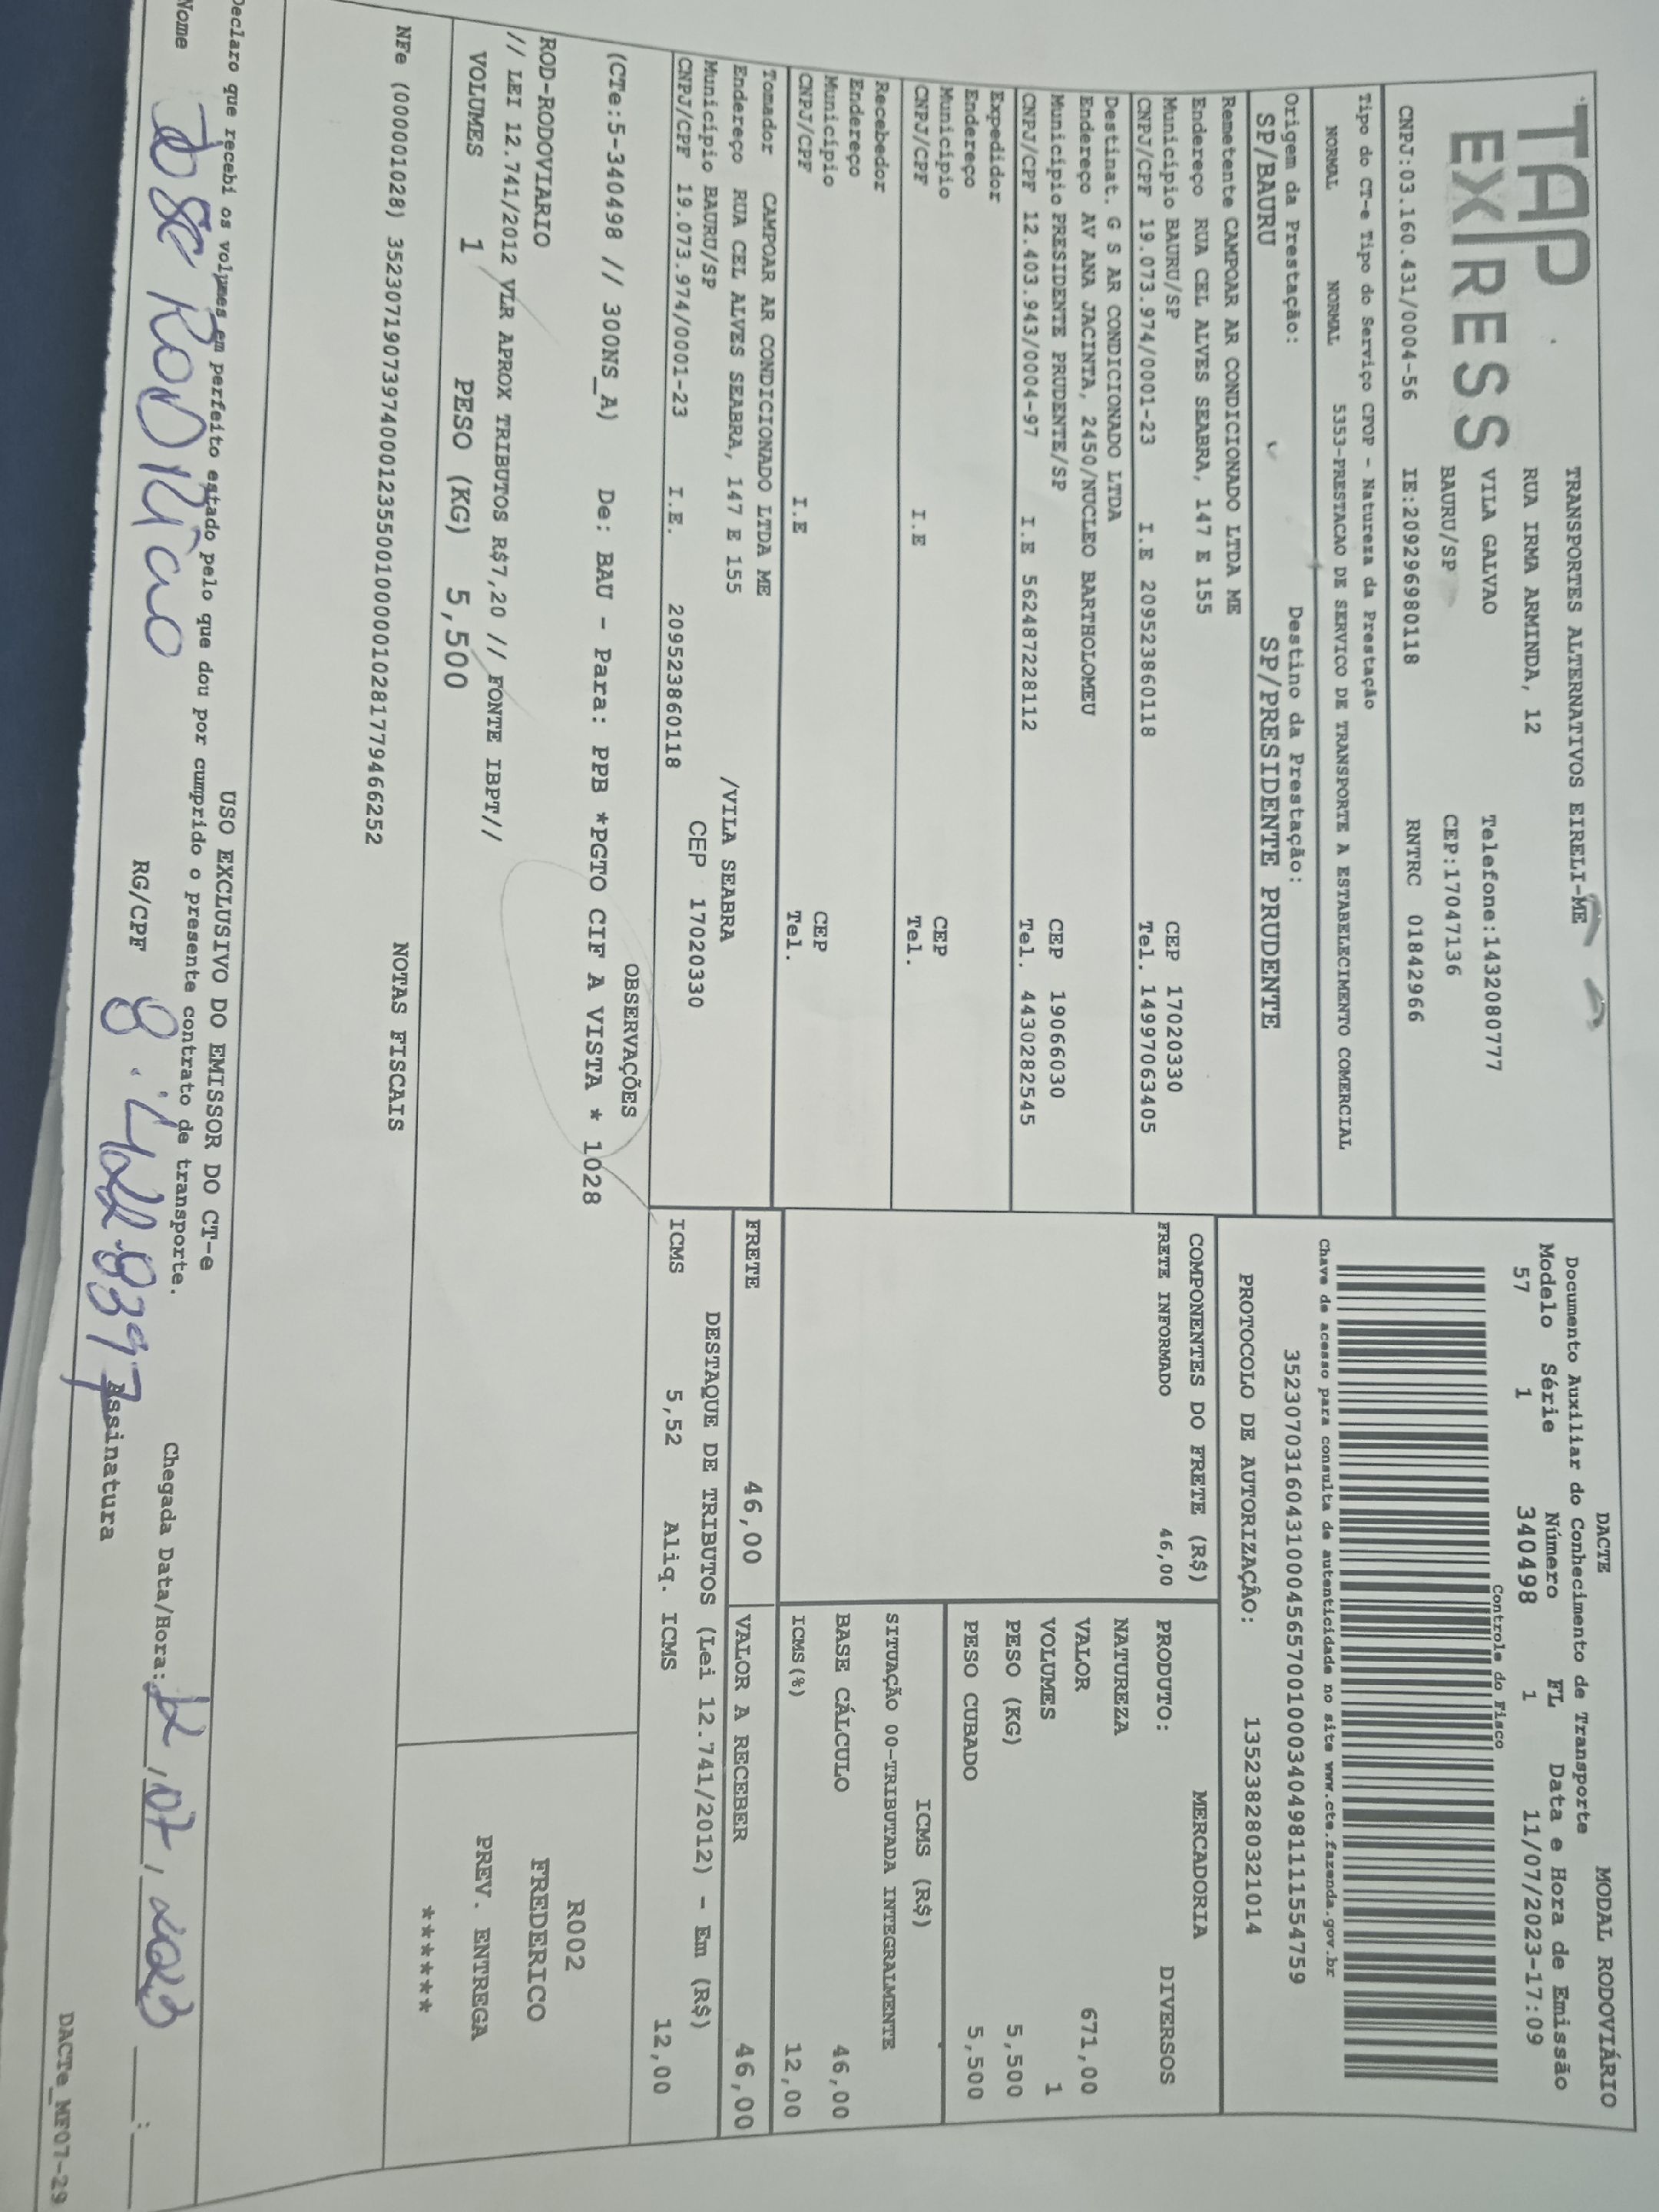 TAP
EXPRESS
TRANSPORTES ALTERNATIVOS EIRELI-ME
RUA IRMA ARMINDA, 12
VILA GALVAO Telefone:1432080777
BAURU/SP CEP:17047136
CNPJ:03.160.431/0004-56 IE:209296980118 RNTRC 01842966
DACTE MODAL RODOVIÁRIO
Documento Auxiliar do Conhecimento de Transporte
Modelo Série Número FL Data e Hora de Emissão
57 1 340498 1 11/07/2023-17:09
Controle do Fisco
Chave de acesso para consulta de autenticidade no site www.cte.fazenda.gov.br
35230703160431000456570010003404981111554759
PROTOCOLO DE AUTORIZAÇÃO: 135238280321014
Tipo do CT-e Tipo do Serviço CFOP - Natureza da Prestação
NORMAL NORMAL 5353-PRESTACAO DE SERVICO DE TRANSPORTE A ESTABELECIMENTO COMERCIAL
Origem da Prestação: Destino da Prestação:
SP/BAURU SP/PRESIDENTE PRUDENTE
Remetente CAMPOAR AR CONDICIONADO LTDA ME
Endereço RUA CEL ALVES SEABRA, 147 E 155
Município BAURU/SP CEP 17020330
CNPJ/CPF 19.073.974/0001-23 I.E 209523860118 Tel. 14997063405
Destinat. G S AR CONDICIONADO LTDA
Endereço AV ANA JACINTA, 2450/NUCLEO BARTHOLOMEU
Município PRESIDENTE PRUDENTE/SP CEP 19066030
CNPJ/CPF 12.403.943/0004-97 I.E 562487228112 Tel. 4430282545
Expedidor
Endereço
Município CEP
CNPJ/CPF I.E Tel.
Recebedor
Endereço
Município CEP
CNPJ/CPF I.E Tel.
Tomador CAMPOAR AR CONDICIONADO LTDA ME
Endereço RUA CEL ALVES SEABRA, 147 E 155 /VILA SEABRA
Município BAURU/SP CEP 17020330
CNPJ/CPF 19.073.974/0001-23 I.E. 209523860118
COMPONENTES DO FRETE (R$)
FRETE INFORMADO 46,00
MERCADORIA
PRODUTO: DIVERSOS
NATUREZA
VALOR 671,00
VOLUMES 1
PESO (KG) 5,500
PESO CUBADO 5,500
ICMS (R$)
SITUAÇÃO 00-TRIBUTADA INTEGRALMENTE
BASE CÁLCULO 46,00
ICMS(%) 12,00
FRETE 46,00 VALOR A RECEBER 46,00
DESTAQUE DE TRIBUTOS (Lei 12.741/2012) - Em (R$)
ICMS 5,52 Aliq. ICMS 12,00
OBSERVAÇÕES
(CTe:5-340498 // 300NS_A) De: BAU - Para: PPB *PGTO CIF A VISTA * 1028
ROD-RODOVIARIO
// LEI 12.741/2012 VLR APROX TRIBUTOS R$7,20 // FONTE IBPT//
VOLUMES 1 PESO (KG) 5,500
R002
FREDERICO
PREV. ENTREGA
******
NOTAS FISCAIS
NFe (000001028) 35230719073974000123550010000010281779466252
USO EXCLUSIVO DO EMISSOR DO CT-e
Declaro que recebi os volumes em perfeito estado pelo que dou por cumprido o presente contrato de transporte.
Nome JOSE RODRIGO RG/CPF Assinatura Chegada Data/Hora: 12/07/2023 :
DACTe_MF07-29